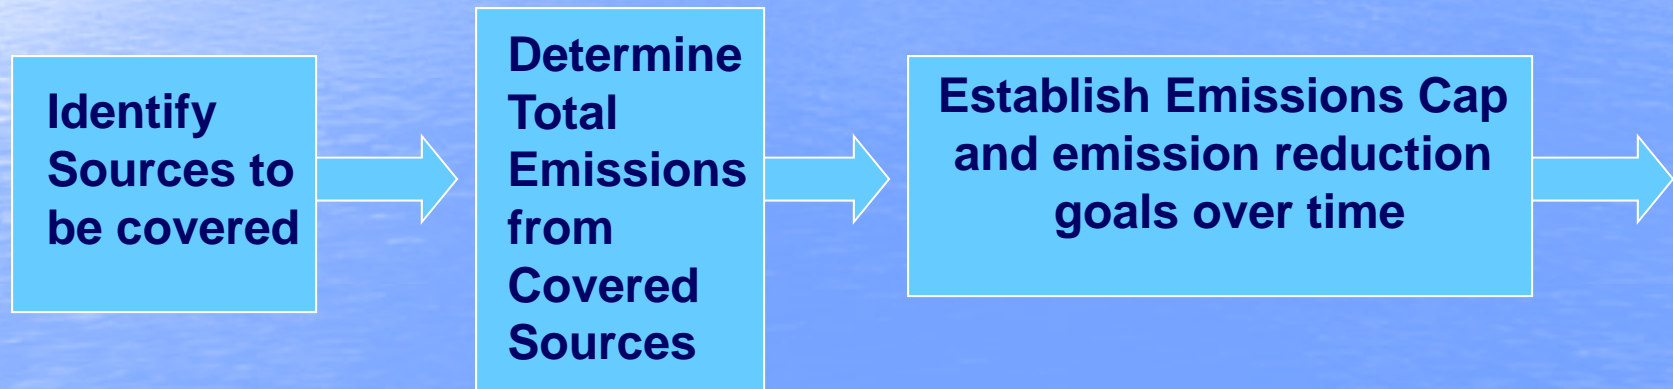 Identify
Sources to
be covered
Determine
Total
Emissions
from
Covered
Sources
Establish Emissions Cap
and emission reduction
goals over time